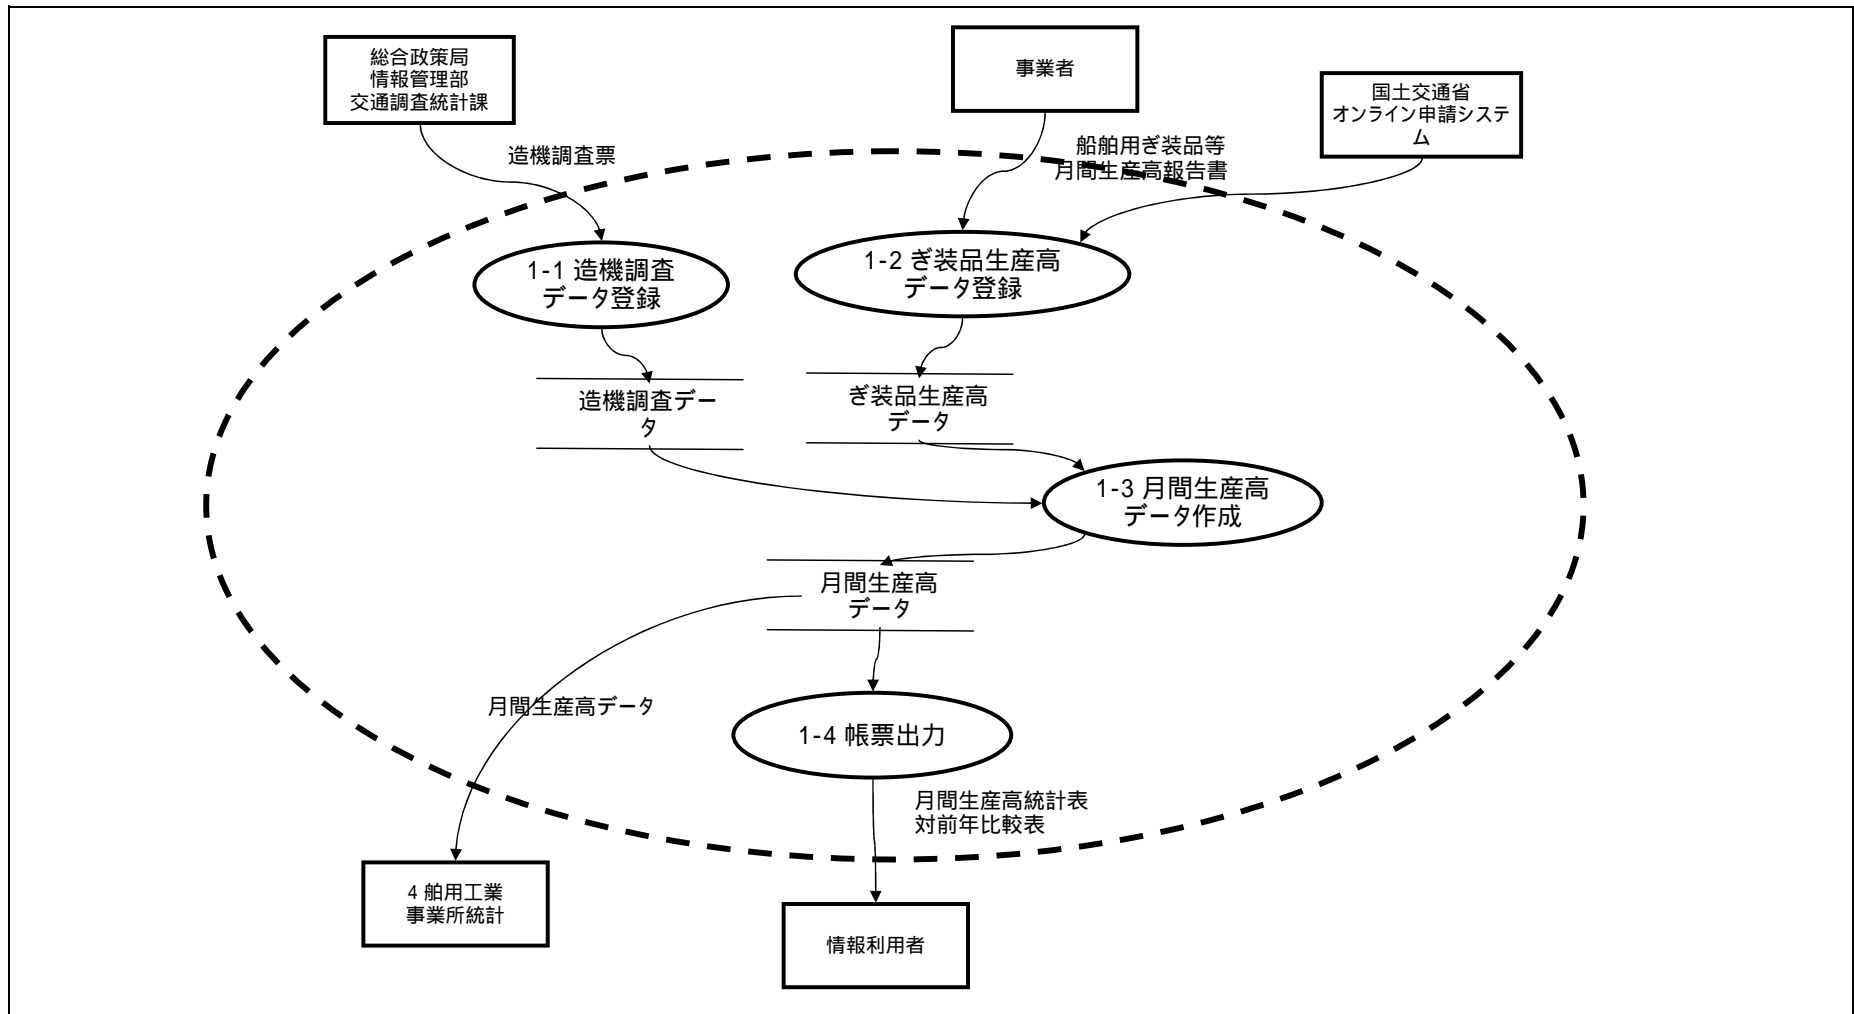 総合政策局
情報管理部
交通調査統計課
事業者
国土交通省
オンライン申請システ
ム
造機調査票
船舶用ぎ装品等
月間生産高報告書
1-1 造機調査
データ登録
1-2 ぎ装品生産高
データ登録
造機調査デー
タ
ぎ装品生産高
データ
1-3 月間生産高
データ作成
月間生産高
データ
月間生産高データ
1-4 帳票出力
月間生産高統計表
対前年比較表
4 舶用工業
事業所統計
情報利用者